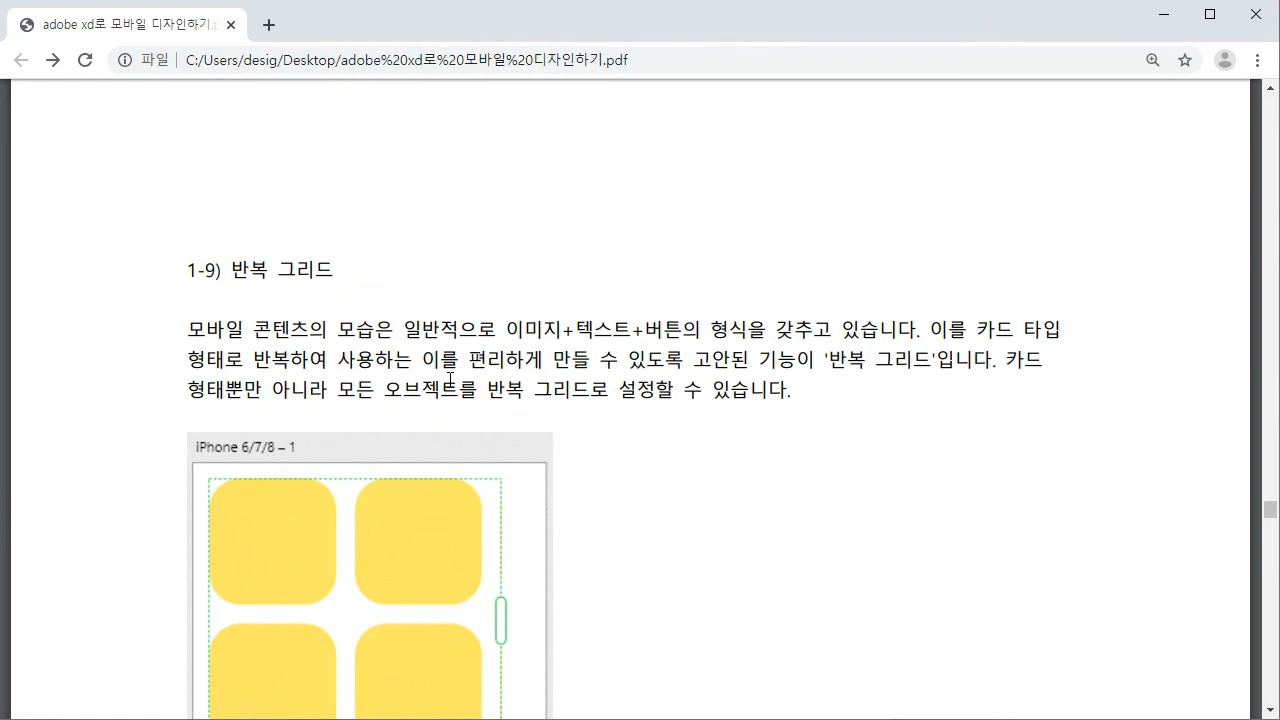 adobe xd로 모바일 디자인하기.p
파일 C:/Users/desig/Desktop/adobe%20xd로%20모바일%20디자인하기.pdf
1-9) 반복 그리드
모바일 콘텐츠의 모습은 일반적으로 이미지+텍스트+버튼의 형식을 갖추고 있습니다. 이를 카드 타입
형태로 반복하여 사용하는 이를 편리하게 만들 수 있도록 고안된 기능이 '반복 그리드'입니다. 카드
형태뿐만 아니라 모든 오브젝트를 반복 그리드로 설정할 수 있습니다.
iPhone 6/7/8 – 1